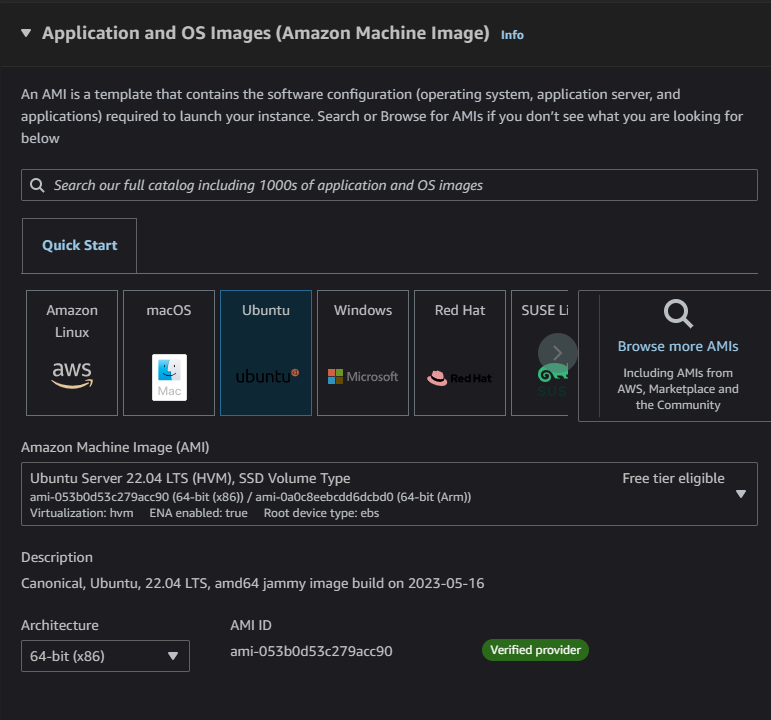 Application and OS Images (Amazon Machine Image) Info
An AMI is a template that contains the software configuration (operating system, application server, and
applications) required to launch your instance. Search or Browse for AMIs if you don't see what you are looking for
below
Search our full catalog including 1000s of application and OS images
Quick Start
Amazon
Linux
aws
macOS
Mac
Ubuntu
ubuntu
Windows
Microsoft
Red Hat
RedHat
SUSE Li
SUS
Browse more AMIs
Including AMIs from
AWS, Marketplace and
the Community
Amazon Machine Image (AMI)
Ubuntu Server 22.04 LTS (HVM), SSD Volume Type
Free tier eligible
ami-053b0d53c279acc90 (64-bit (x86)) / ami-0a0c8eebcdd6dcbd0 (64-bit (Arm))
Virtualization: hvm ENA enabled: true Root device type: ebs
Description
Canonical, Ubuntu, 22.04 LTS, amd64 jammy image build on 2023-05-16
Architecture
64-bit (x86)
AMI ID
ami-053b0d53c279acc90
Verified provider